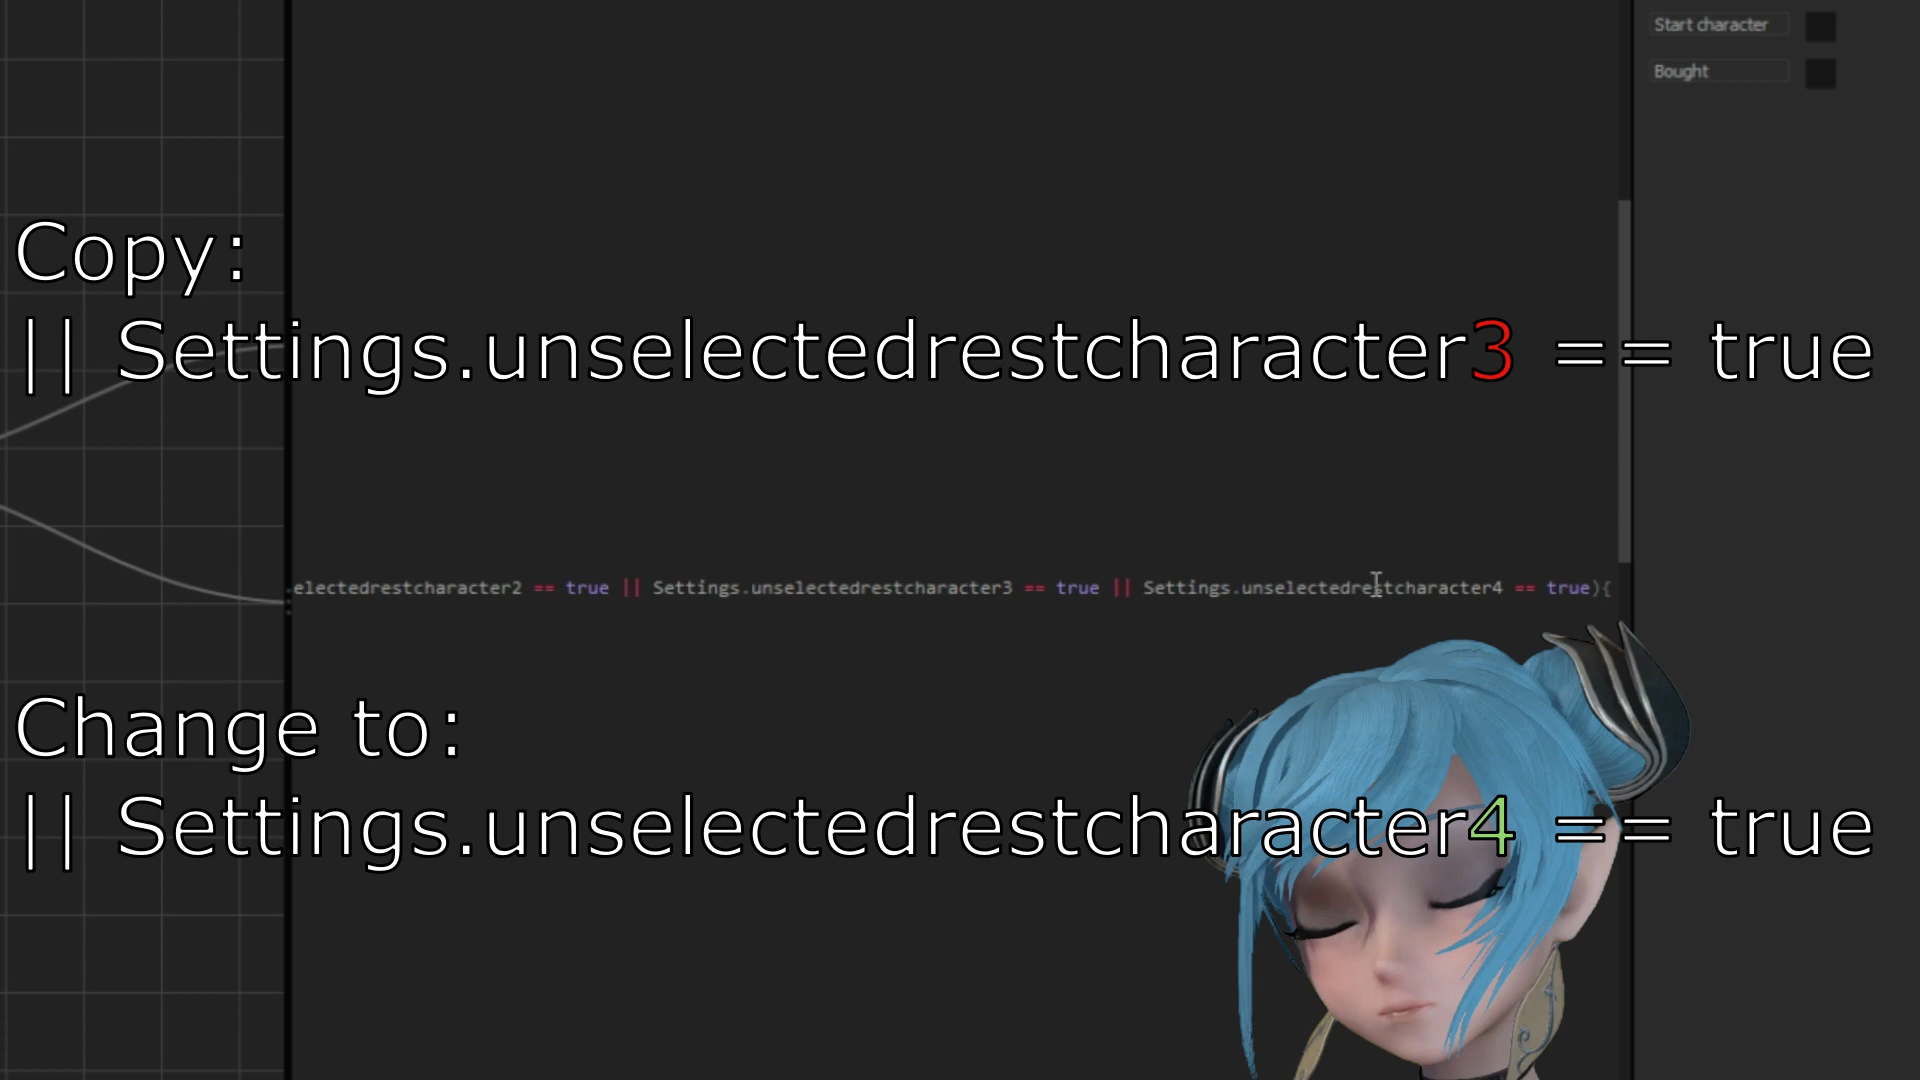 Start character
Bought
Copy:
|| Settings.unselectedrestcharacter3 == true
.electedrestcharacter2 == true || Settings.unselectedrestcharacter3 == true || Settings.unselectedrestcharacter4 == true){
Change to:
|| Settings.unselectedrestcharacter4 == true